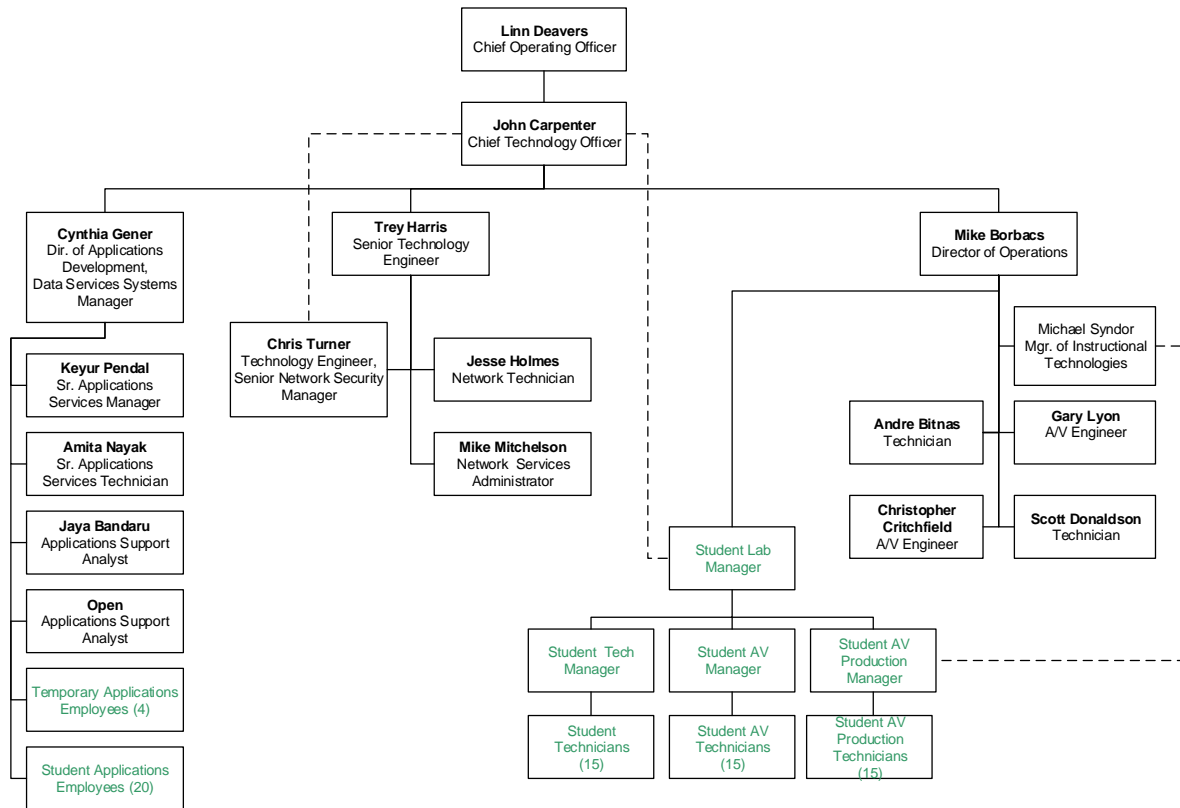 Linn Deavers
Chief Operating Officer
John Carpenter
Chief Technology Officer
Cynthia Gener
Dir. of Applications
Development,
Data Services Systems
Manager
Trey Harris
Senior Technology
Engineer
Mike Borbacs
Director of Operations
Keyur Pendal
Sr. Applications
Services Manager
Amita Nayak
Sr. Applications
Services Technician
Jaya Bandaru
Applications Support
Analyst
Open
Applications Support
Analyst
Temporary Applications
Employees (4)
Student Applications
Employees (20)
Chris Turner
Technology Engineer,
Senior Network Security
Manager
Jesse Holmes
Network Technician
Mike Mitchelson
Network Services
Administrator
Michael Syndor
Mgr. of Instructional
Technologies
Andre Bitnas
Technician
Gary Lyon
A/V Engineer
Christopher
Critchfield
A/V Engineer
Scott Donaldson
Technician
Student Lab
Manager
Student Tech
Manager
Student AV
Manager
Student AV
Production
Manager
Student
Technicians
(15)
Student AV
Technicians
(15)
Student AV
Production
Technicians
(15)